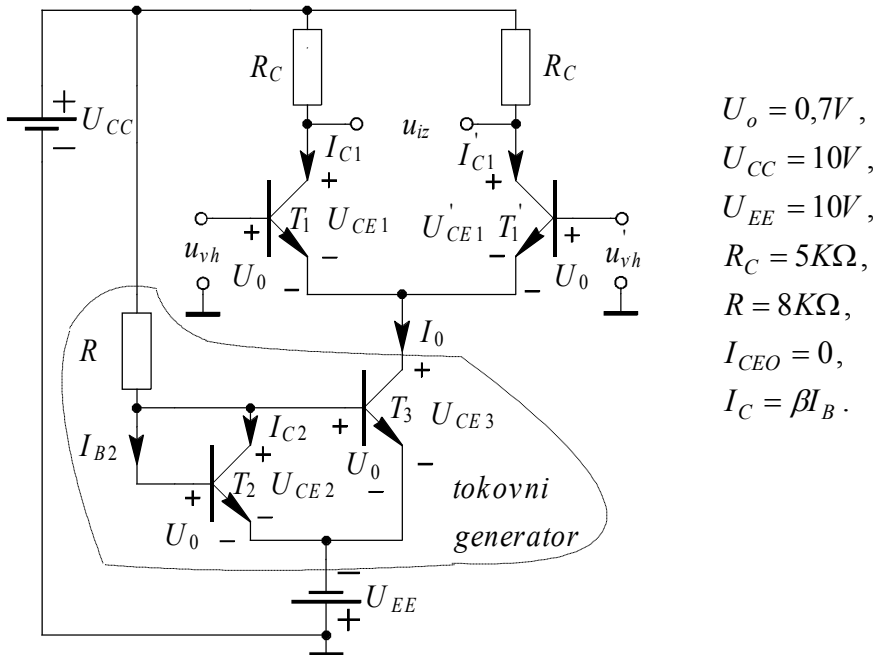 R_C
R_C
+
U_CC
−
I_C1
u_iz
I'_C1
+
+
T_1
U_CE1
U'_CE1
T'_1
+
−
−
+
u_vh
U_0
−
−
U_0
u'_vh
I_0
R
+
T_3
U_CE3
I_B2
I_C2
+
+
U_0
−
−
+
T_2
U_CE2
−
U_0
−
tokovni
generator
−
U_EE
+
U_o = 0,7V ,
U_CC = 10V ,
U_EE = 10V ,
R_C = 5KΩ ,
R = 8KΩ ,
I_CEO = 0 ,
I_C = βI_B .